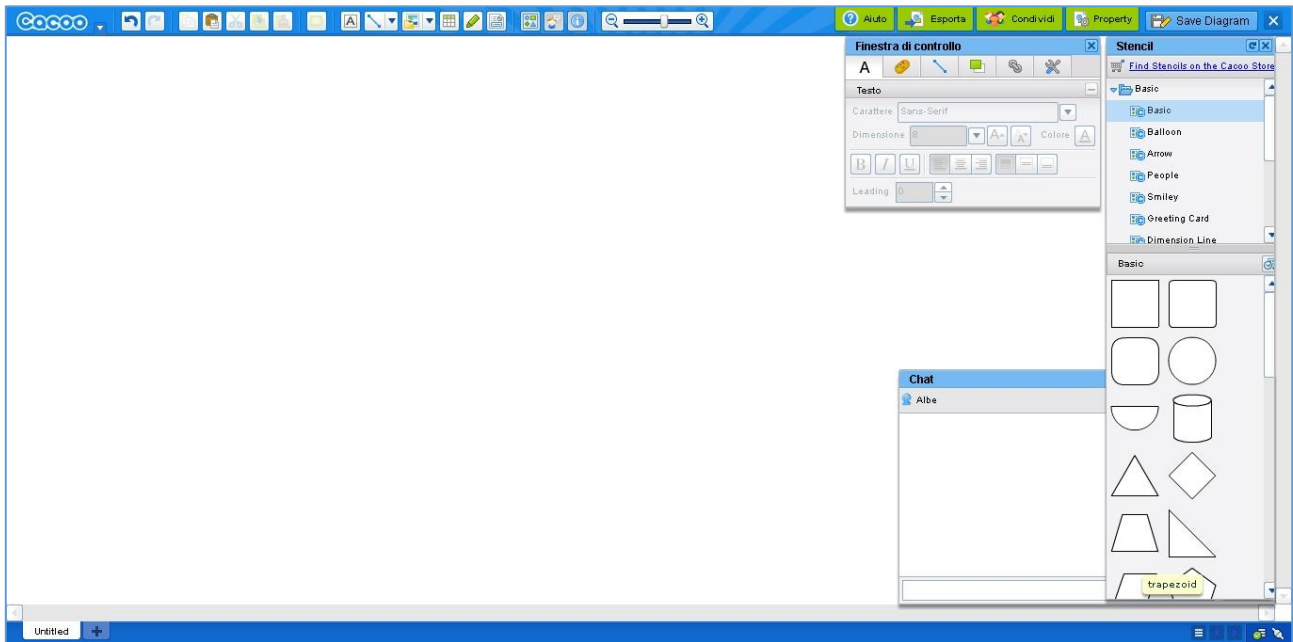 Cacoo
Aiuto
Esporta
Condividi
Property
Save Diagram
Finestra di controllo
A
Testo
Carattere Sans-Serif
Dimensione 8 A A Colore A
B I U
Leading 0
Stencil
Find Stencils on the Cacoo Store
Basic
Basic
Balloon
Arrow
People
Smiley
Greeting Card
Dimension Line
Basic
trapezoid
Chat
Albe
Untitled